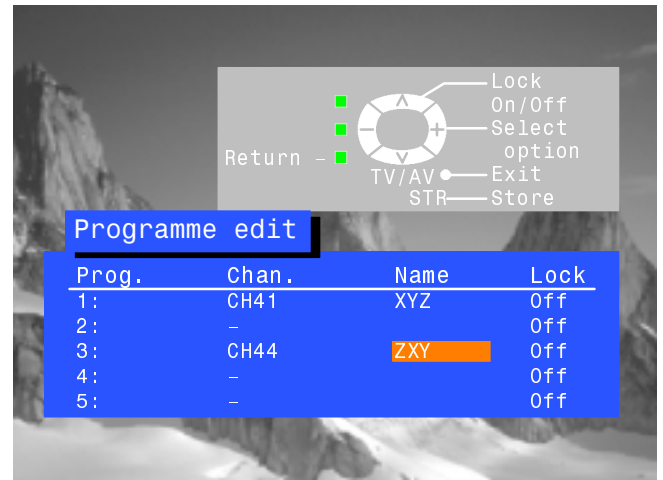 Lock
On/Off
Select
option
Return
TV/AV Exit
STR Store
Programme edit
Prog. Chan. Name Lock
1: CH41 XYZ Off
2: – Off
3: CH44 ZXY Off
4: – Off
5: – Off